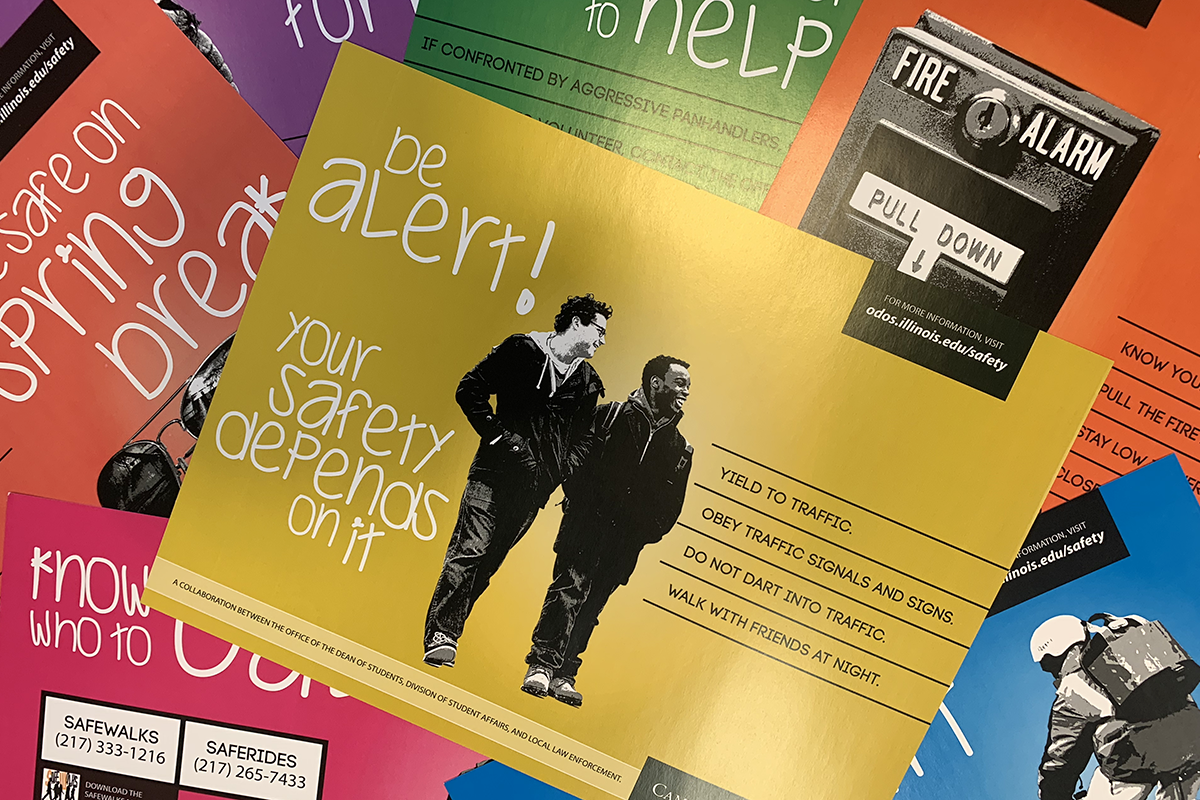 be
alert!
your
safety
depends
on it
YIELD TO TRAFFIC.
OBEY TRAFFIC SIGNALS AND SIGNS.
DO NOT DART INTO TRAFFIC.
WALK WITH FRIENDS AT NIGHT.
A COLLABORATION BETWEEN THE OFFICE OF THE DEAN OF STUDENTS, DIVISION OF STUDENT AFFAIRS, AND LOCAL LAW ENFORCEMENT.
FOR MORE INFORMATION, VISIT
odos.illinois.edu/safety
INFORMATION, VISIT
.illinois.edu/safety
safe on
spring
break
for
to help
IF CONFRONTED BY AGGRESSIVE PANHANDLERS,
VOLUNTEER,
FIRE
ALARM
PULL DOWN
KNOW YOU
PULL THE FIRE
STAY LOW
CLOSE
INFORMATION, VISIT
inois.edu/safety
know
who to
SAFEWALKS
(217) 333-1216
SAFERIDES
(217) 265-7433
DOWNLOAD THE
SAFEWALKS
CAM